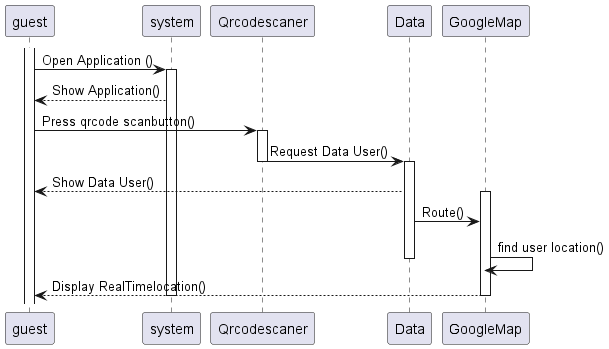 guest system Qrcodescaner Data GoogleMap
Open Application ()
Show Application()
Press qrcode scanbutton()
Request Data User()
Show Data User()
Route()
find user location()
Display RealTimelocation()
guest system Qrcodescaner Data GoogleMap